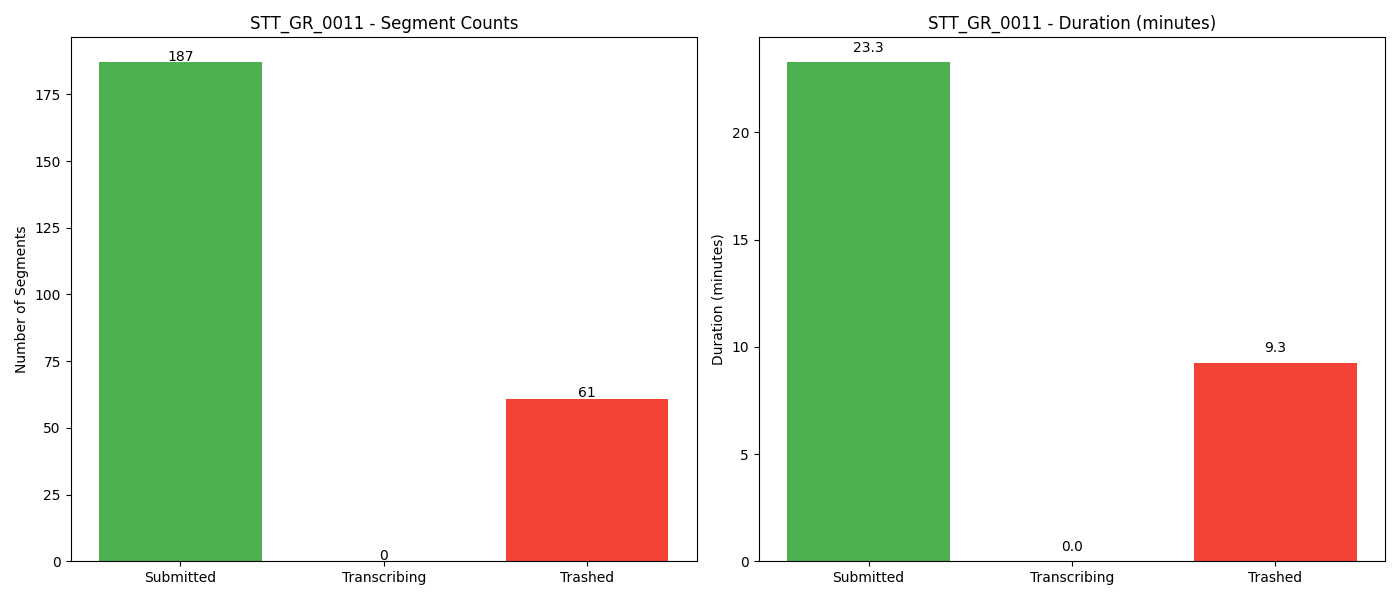 STT_GR_0011 - Segment Counts
Number of Segments
175
150
125
100
75
50
25
0
187
0
61
Submitted
Transcribing
Trashed
STT_GR_0011 - Duration (minutes)
Duration (minutes)
20
15
10
5
0
23.3
0.0
9.3
Submitted
Transcribing
Trashed